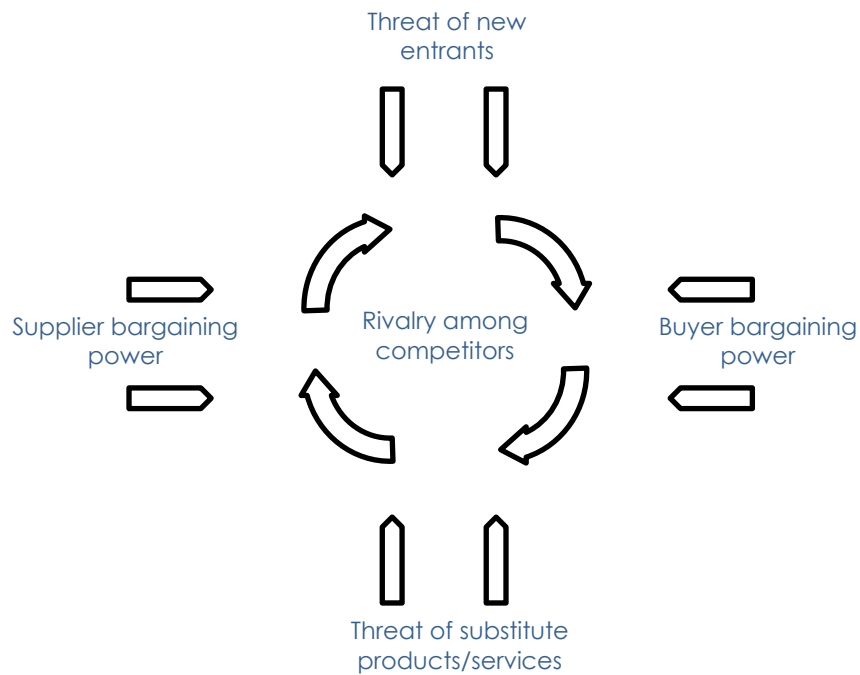 Threat of new
entrants
Supplier bargaining
power
Rivalry among
competitors
Buyer bargaining
power
Threat of substitute
products/services